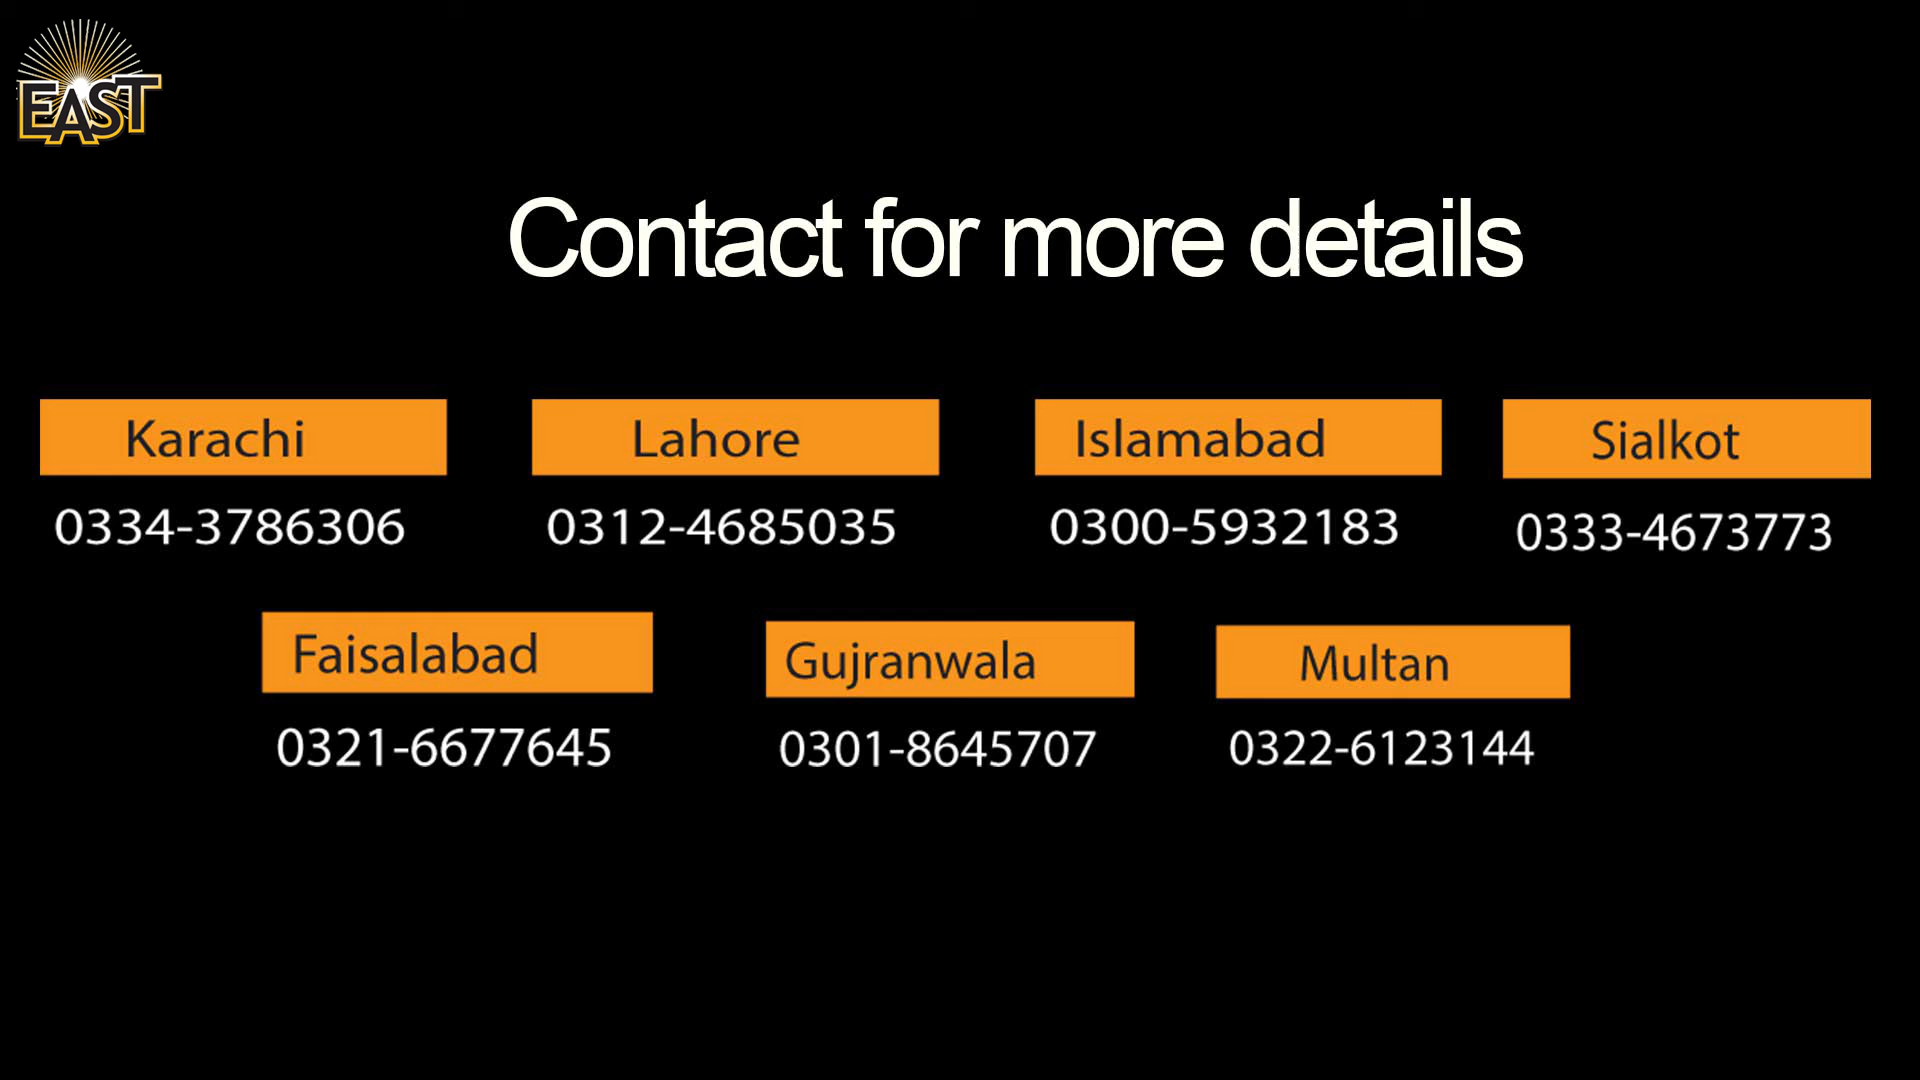 EAST
Contact for more details
Karachi
Lahore
Islamabad
Sialkot
0334-3786306
0312-4685035
0300-5932183
0333-4673773
Faisalabad
Gujranwala
Multan
0321-6677645
0301-8645707
0322-6123144